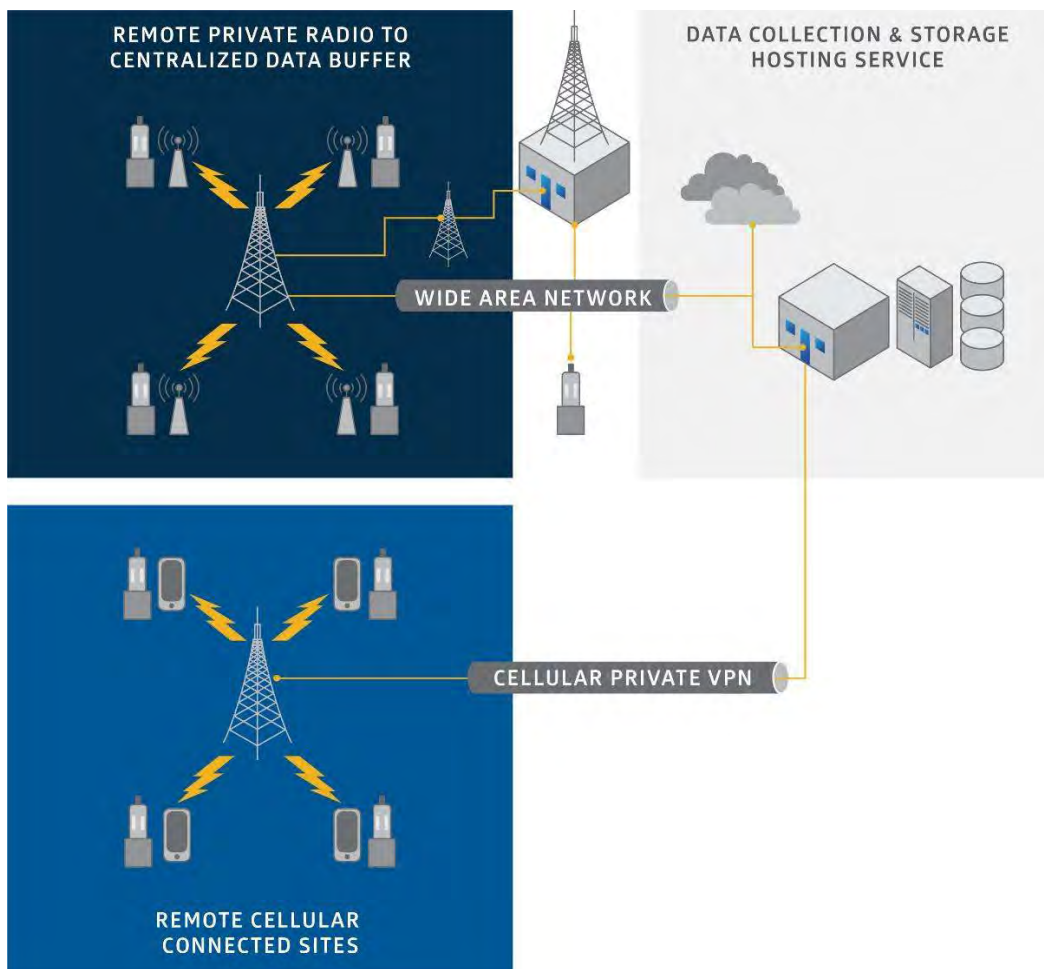 REMOTE PRIVATE RADIO TO
CENTRALIZED DATA BUFFER
DATA COLLECTION & STORAGE
HOSTING SERVICE
WIDE AREA NETWORK
CELLULAR PRIVATE VPN
REMOTE CELLULAR
CONNECTED SITES